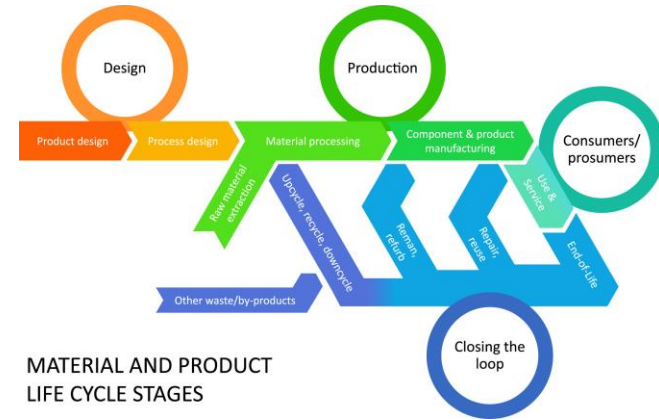 Design
Production
Product design
Process design
Material processing
Component & product
manufacturing
Consumers/
prosumers
Raw material
extraction
Upcycle, recycle, downcycle
Reman,
refurb
Repair,
reuse
Use &
Service
End-of-Life
Other waste/by-products
Closing the
loop
MATERIAL AND PRODUCT
LIFE CYCLE STAGES